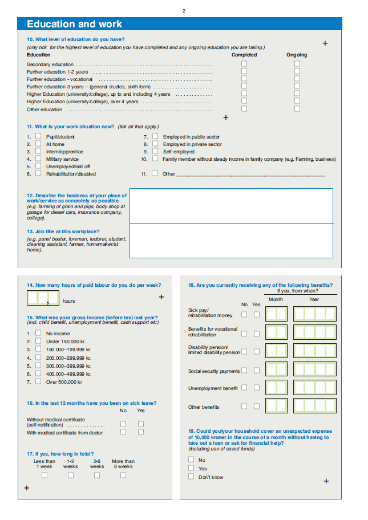 2
Education and work
10. What level of education do you have?
(only tick for the highest level of education you have completed and any ongoing education you are taking.)
Education Completed Ongoing
Secondary education
Further education 1-2 years
Further education - vocational
Further education 3 years - (general studies, sixth form)
Higher Education (university/college), up to and including 4 years
Higher Education (university/college), over 4 years
Other education
11. What is your work situation now? (tick all that apply.)
1. Pupil/student
2. At home
3. Intern/apprentice
4. Military service
5. Unemployed/laid off
6. Rehabilitation/disabled
7. Employed in public sector
8. Employed in private sector
9. Self-employed
10. Family member without steady income in family company (e.g. Farming, business)
11. Other
12. Describe the business at your place of
work/service as accurately as possible.
(e.g. farming of grain and pigs, body shop at
garage for diesel cars, insurance company,
college).
13. Job title at this workplace?
(e.g. panel beater, foreman, lecturer, student,
cleaning assistant, farmer, homemaker/at
home).
14. How many hours of paid labour do you do per week?
hours
15. What was your gross income (before tax) last year?
(incl. child benefit, unemployment benefit, cash support etc)
1. No income
2. Under 150.000 kr.
3. 150.000-199.999 kr.
4. 200.000-299.999 kr.
5. 300.000-399.999 kr.
6. 400.000-499.999 kr.
7. Over 500.000 kr
16. In the last 12 months have you been on sick leave?
No Yes
Without medical certificate
(self-notification)
With medical certificate from doctor
17. If yes, how long in total?
Less than
1 week
1-2
weeks
3-8
weeks
More than
8 weeks
18. Are you currently receiving any of the following benefits?
If yes, from when?
No Yes Month Year
Sick pay/
rehabilitation money
Benefits for vocational
rehabilitation
Disability pension/
limited disability pension
Social security payments
Unemployment benefit
Other benefits
19. Could you/your household cover an unexpected expense
of 10,000 kroner in the course of a month without having to
take out a loan or ask for financial help?
(including use of saved funds)
No
Yes
Don't know